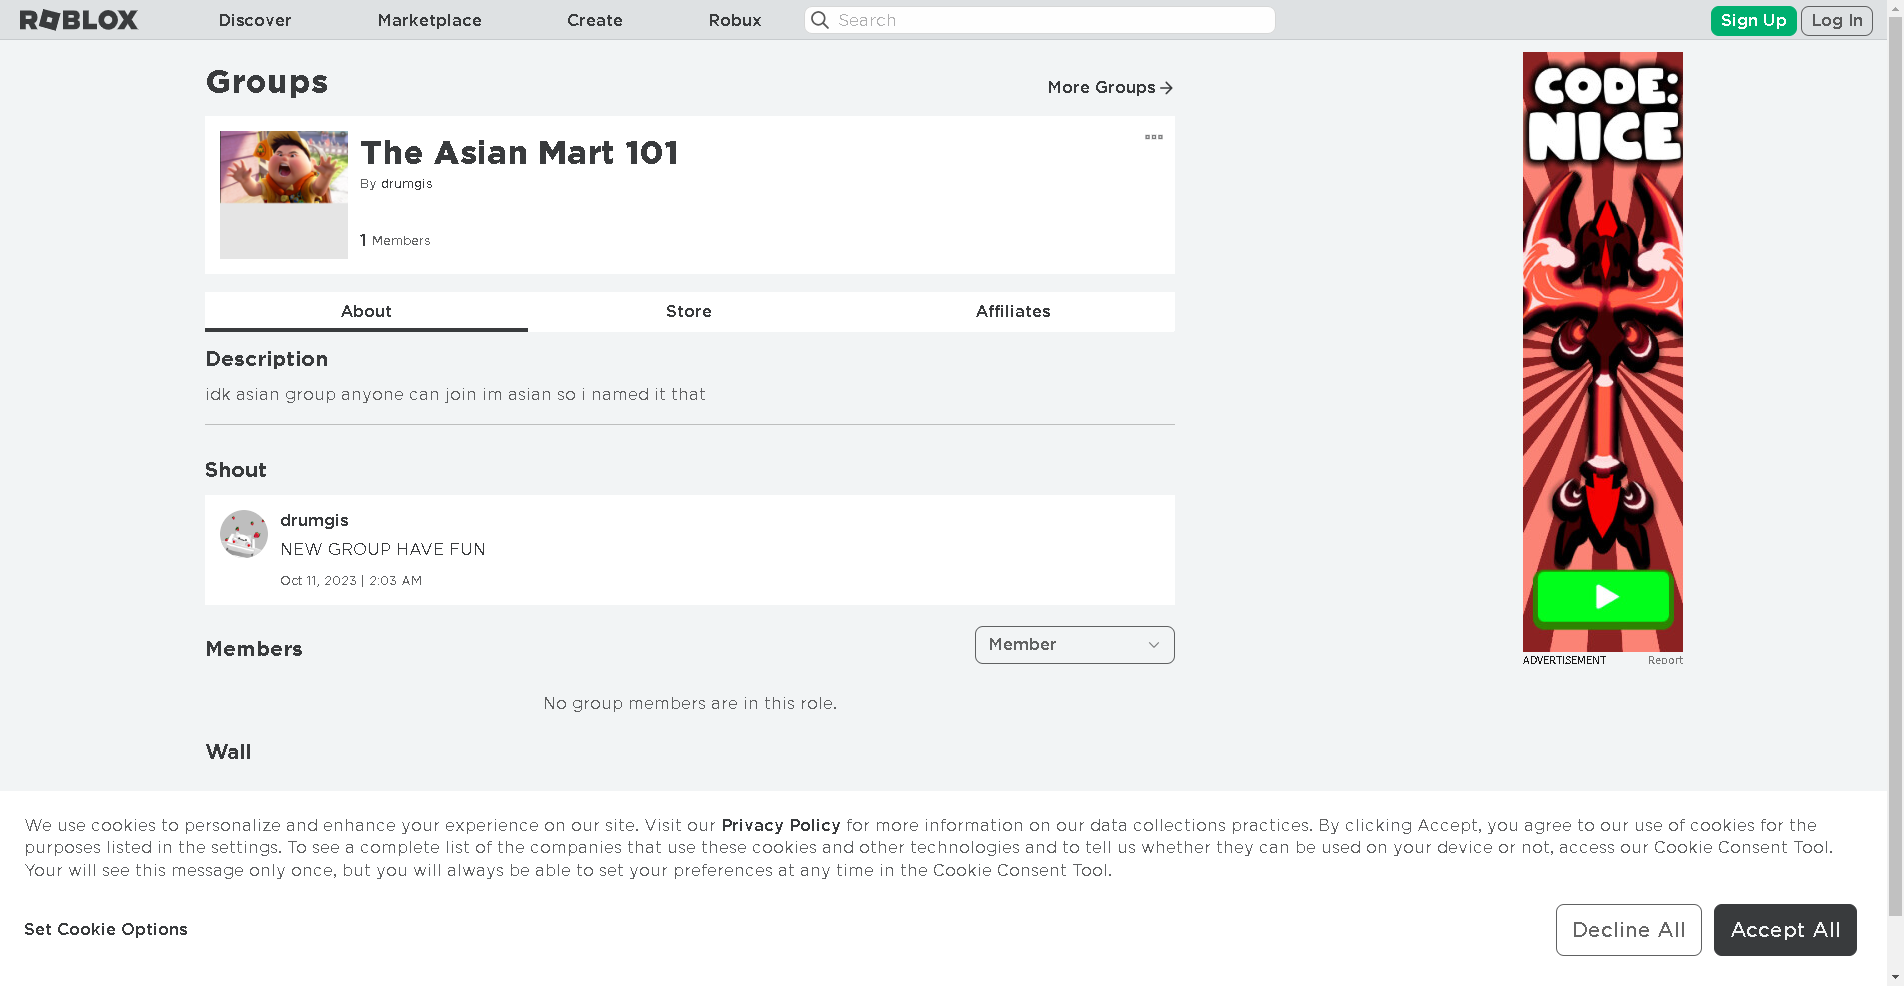 ROBLOX
Discover
Marketplace
Create
Robux
Search
Sign Up
Log In
Groups
More Groups
The Asian Mart 101
By drumgis
1 Members
About
Store
Affiliates
Description
idk asian group anyone can join im asian so i named it that
Shout
drumgis
NEW GROUP HAVE FUN
Oct 11, 2023 | 2:03 AM
Members
Member
No group members are in this role.
Wall
CODE:
NICE
ADVERTISEMENT
Report
We use cookies to personalize and enhance your experience on our site. Visit our Privacy Policy for more information on our data collections practices. By clicking Accept, you agree to our use of cookies for the
purposes listed in the settings. To see a complete list of the companies that use these cookies and other technologies and to tell us whether they can be used on your device or not, access our Cookie Consent Tool.
Your will see this message only once, but you will always be able to set your preferences at any time in the Cookie Consent Tool.
Set Cookie Options
Decline All
Accept All